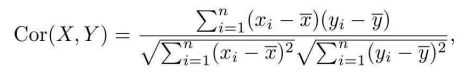 $\mathrm{Cor}(X, Y) = \frac{\sum_{i=1}^{n} (x_i - \overline{x})(y_i - \overline{y})}{\sqrt{\sum_{i=1}^{n} (x_i - \overline{x})^2} \sqrt{\sum_{i=1}^{n} (y_i - \overline{y})^2}},$